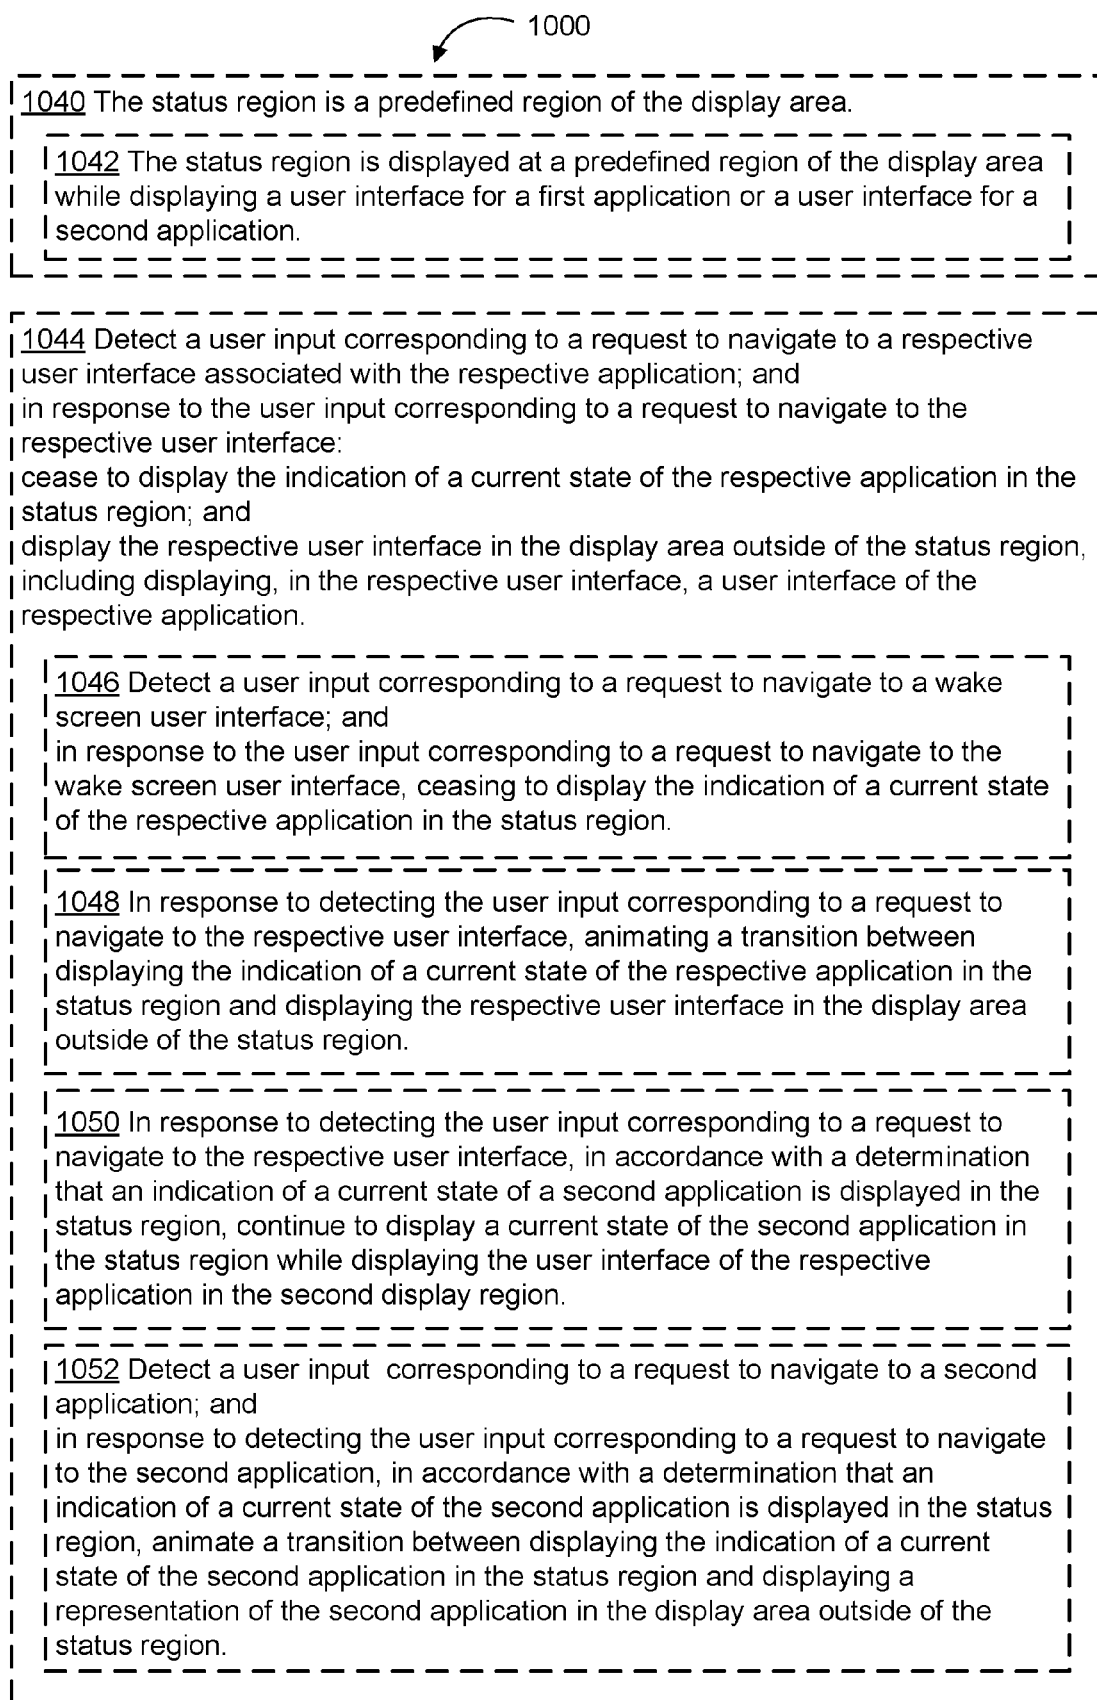 1000
1040 The status region is a predefined region of the display area.
1042 The status region is displayed at a predefined region of the display area
while displaying a user interface for a first application or a user interface for a
second application.
1044 Detect a user input corresponding to a request to navigate to a respective
user interface associated with the respective application; and
in response to the user input corresponding to a request to navigate to the
respective user interface:
cease to display the indication of a current state of the respective application in the
status region; and
display the respective user interface in the display area outside of the status region,
including displaying, in the respective user interface, a user interface of the
respective application.
1046 Detect a user input corresponding to a request to navigate to a wake
screen user interface; and
in response to the user input corresponding to a request to navigate to the
wake screen user interface, ceasing to display the indication of a current state
of the respective application in the status region.
1048 In response to detecting the user input corresponding to a request to
navigate to the respective user interface, animating a transition between
displaying the indication of a current state of the respective application in the
status region and displaying the respective user interface in the display area
outside of the status region.
1050 In response to detecting the user input corresponding to a request to
navigate to the respective user interface, in accordance with a determination
that an indication of a current state of a second application is displayed in the
status region, continue to display a current state of the second application in
the status region while displaying the user interface of the respective
application in the second display region.
1052 Detect a user input corresponding to a request to navigate to a second
application; and
in response to detecting the user input corresponding to a request to navigate
to the second application, in accordance with a determination that an
indication of a current state of the second application is displayed in the status
region, animate a transition between displaying the indication of a current
state of the second application in the status region and displaying a
representation of the second application in the display area outside of the
status region.